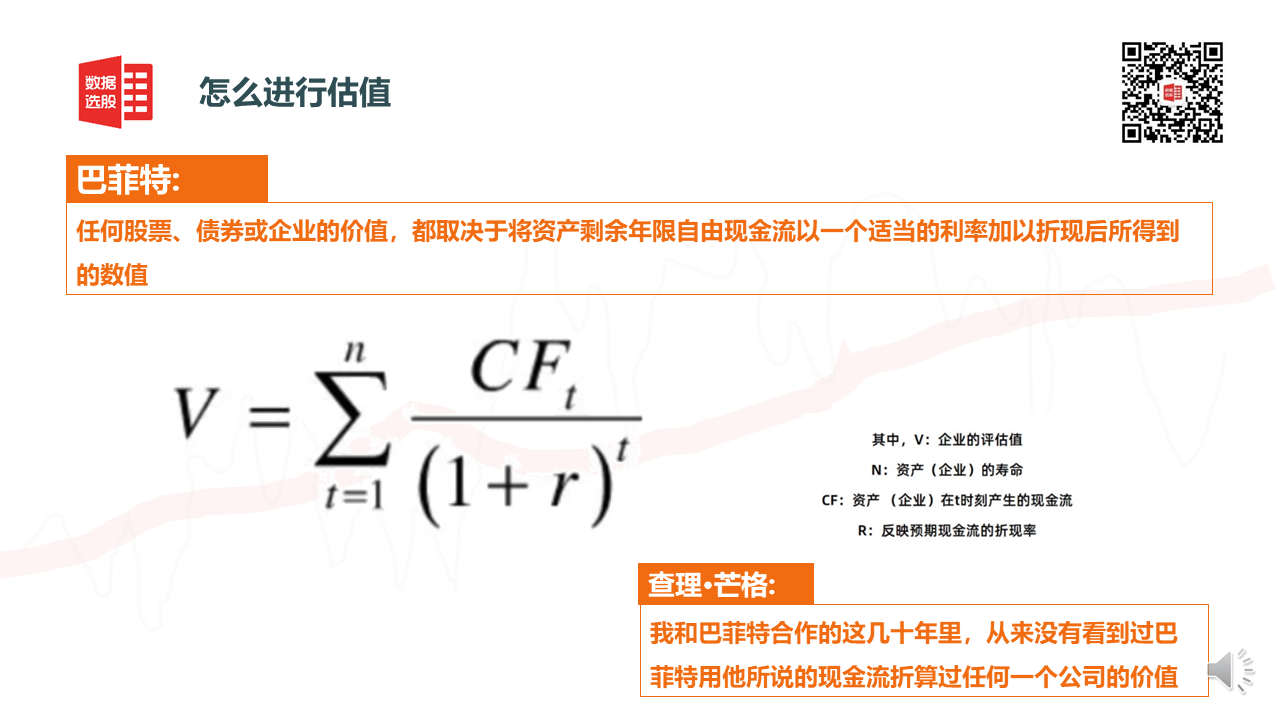 数据
选股
怎么进行估值
巴菲特:
任何股票、债券或企业的价值，都取决于将资产剩余年限自由现金流以一个适当的利率加以折现后所得到
的数值
V = \sum_{t=1}^{n} \frac{CF_t}{(1+r)^t}
其中，V：企业的评估值
N：资产（企业）的寿命
CF：资产 （企业）在t时刻产生的现金流
R：反映预期现金流的折现率
查理·芒格:
我和巴菲特合作的这几十年里，从来没有看到过巴
菲特用他所说的现金流折算过任何一个公司的价值